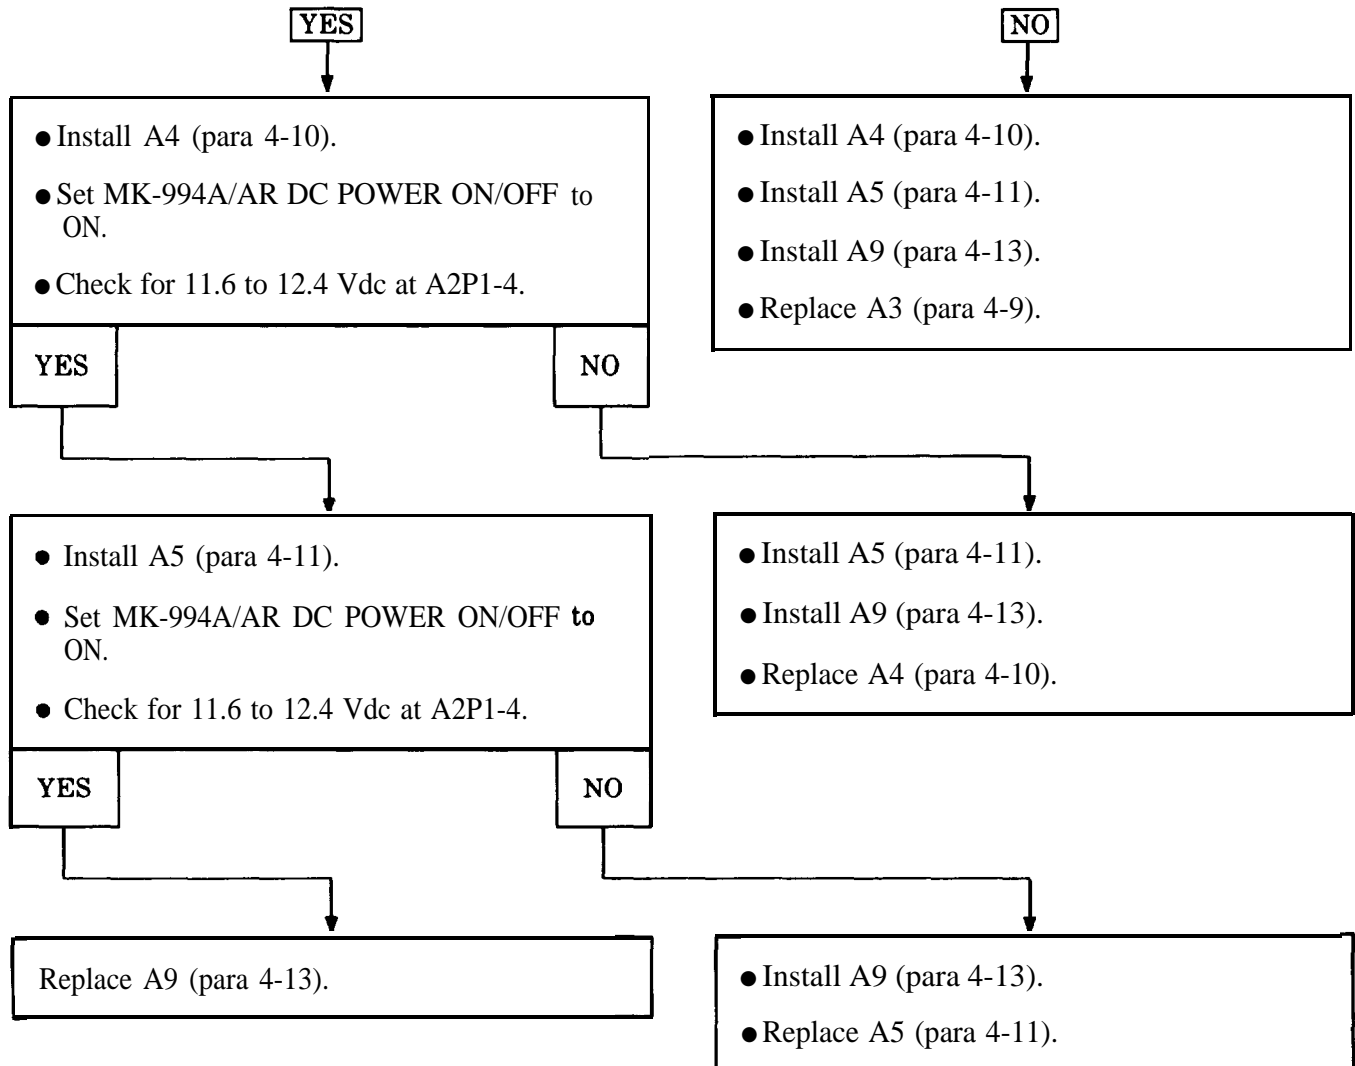 YES
NO
● Install A4 (para 4-10).
● Set MK-994A/AR DC POWER ON/OFF to
ON.
● Check for 11.6 to 12.4 Vdc at A2P1-4.
● Install A4 (para 4-10).
● Install A5 (para 4-11).
● Install A9 (para 4-13).
● Replace A3 (para 4-9).
YES
NO
● Install A5 (para 4-11).
● Set MK-994A/AR DC POWER ON/OFF to
ON.
● Check for 11.6 to 12.4 Vdc at A2P1-4.
● Install A5 (para 4-11).
● Install A9 (para 4-13).
● Replace A4 (para 4-10).
YES
NO
Replace A9 (para 4-13).
● Install A9 (para 4-13).
● Replace A5 (para 4-11).